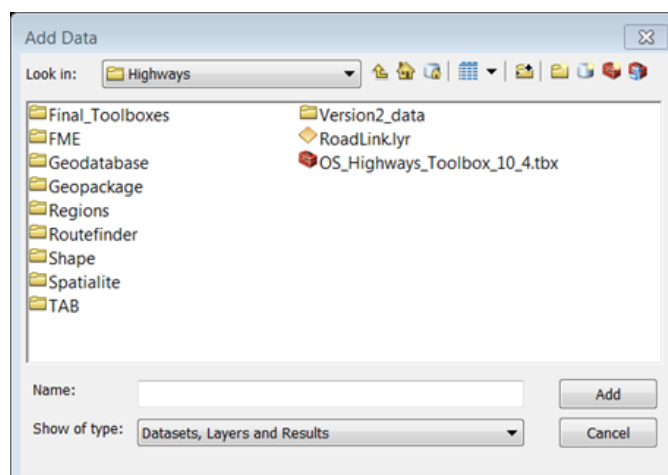 Add Data
Look in: Highways
Final_Toolboxes
FME
Geodatabase
Geopackage
Regions
Routefinder
Shape
Spatialite
TAB
Version2_data
RoadLink.lyr
OS_Highways_Toolbox_10_4.tbx
Name:
Add
Show of type: Datasets, Layers and Results
Cancel